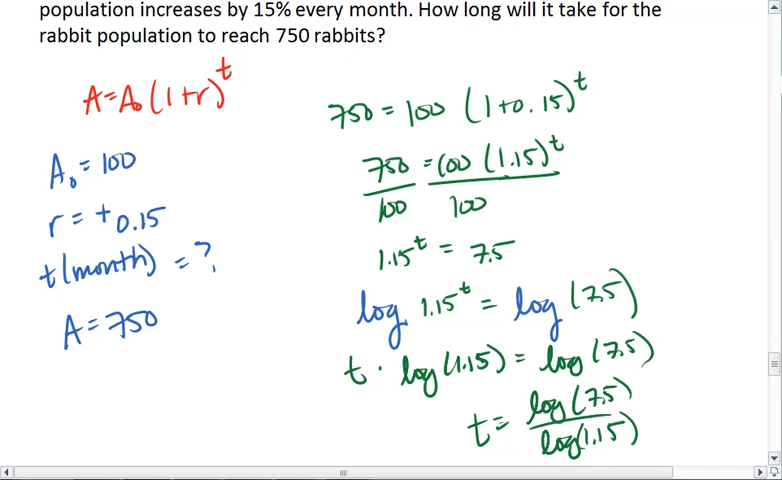 population increases by 15% every month. How long will it take for the
rabbit population to reach 750 rabbits?
A=A₀(1+r)^t
A₀=100
r=+0.15
t(month)=?
A=750
750=100(1+0.15)^t
750/100=100(1.15)^t/100
1.15^t=7.5
log 1.15^t=log(7.5)
t·log(1.15)=log(7.5)
t=log(7.5)/log(1.15)